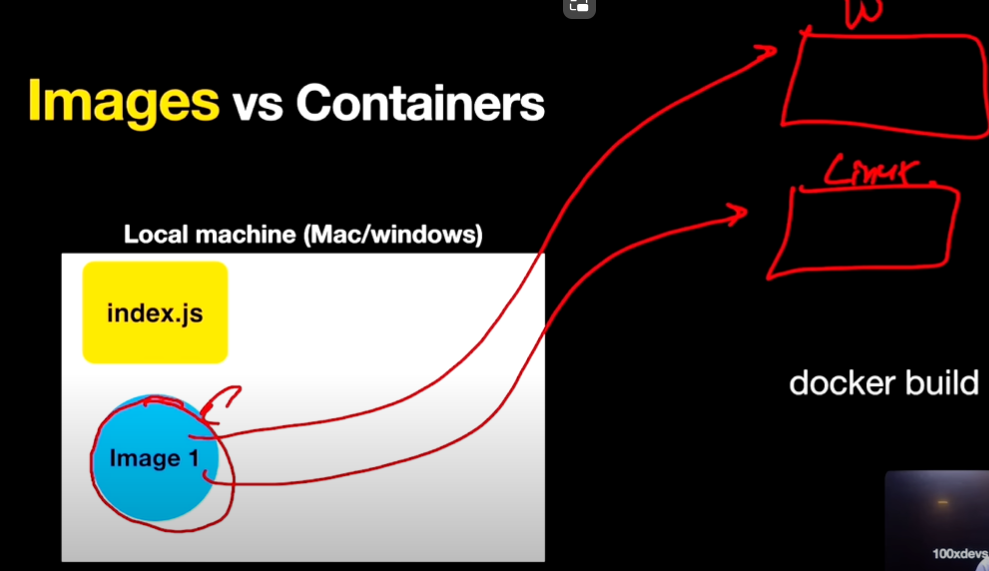 W
Images vs Containers
Linux
Local machine (Mac/windows)
index.js
docker build
Image 1
100xdevs